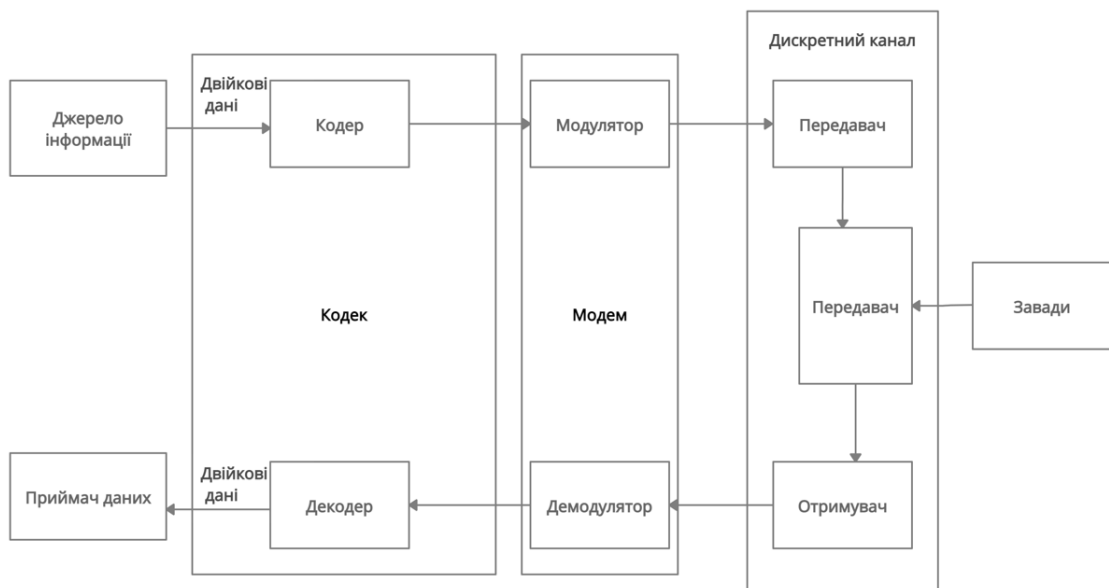 Дискретний канал
Двійкові
дані
Джерело
інформації
Кодер
Модулятор
Передавач
Кодек
Модем
Передавач
Завади
Двійкові
дані
Приймач даних
Декодер
Демодулятор
Отримувач